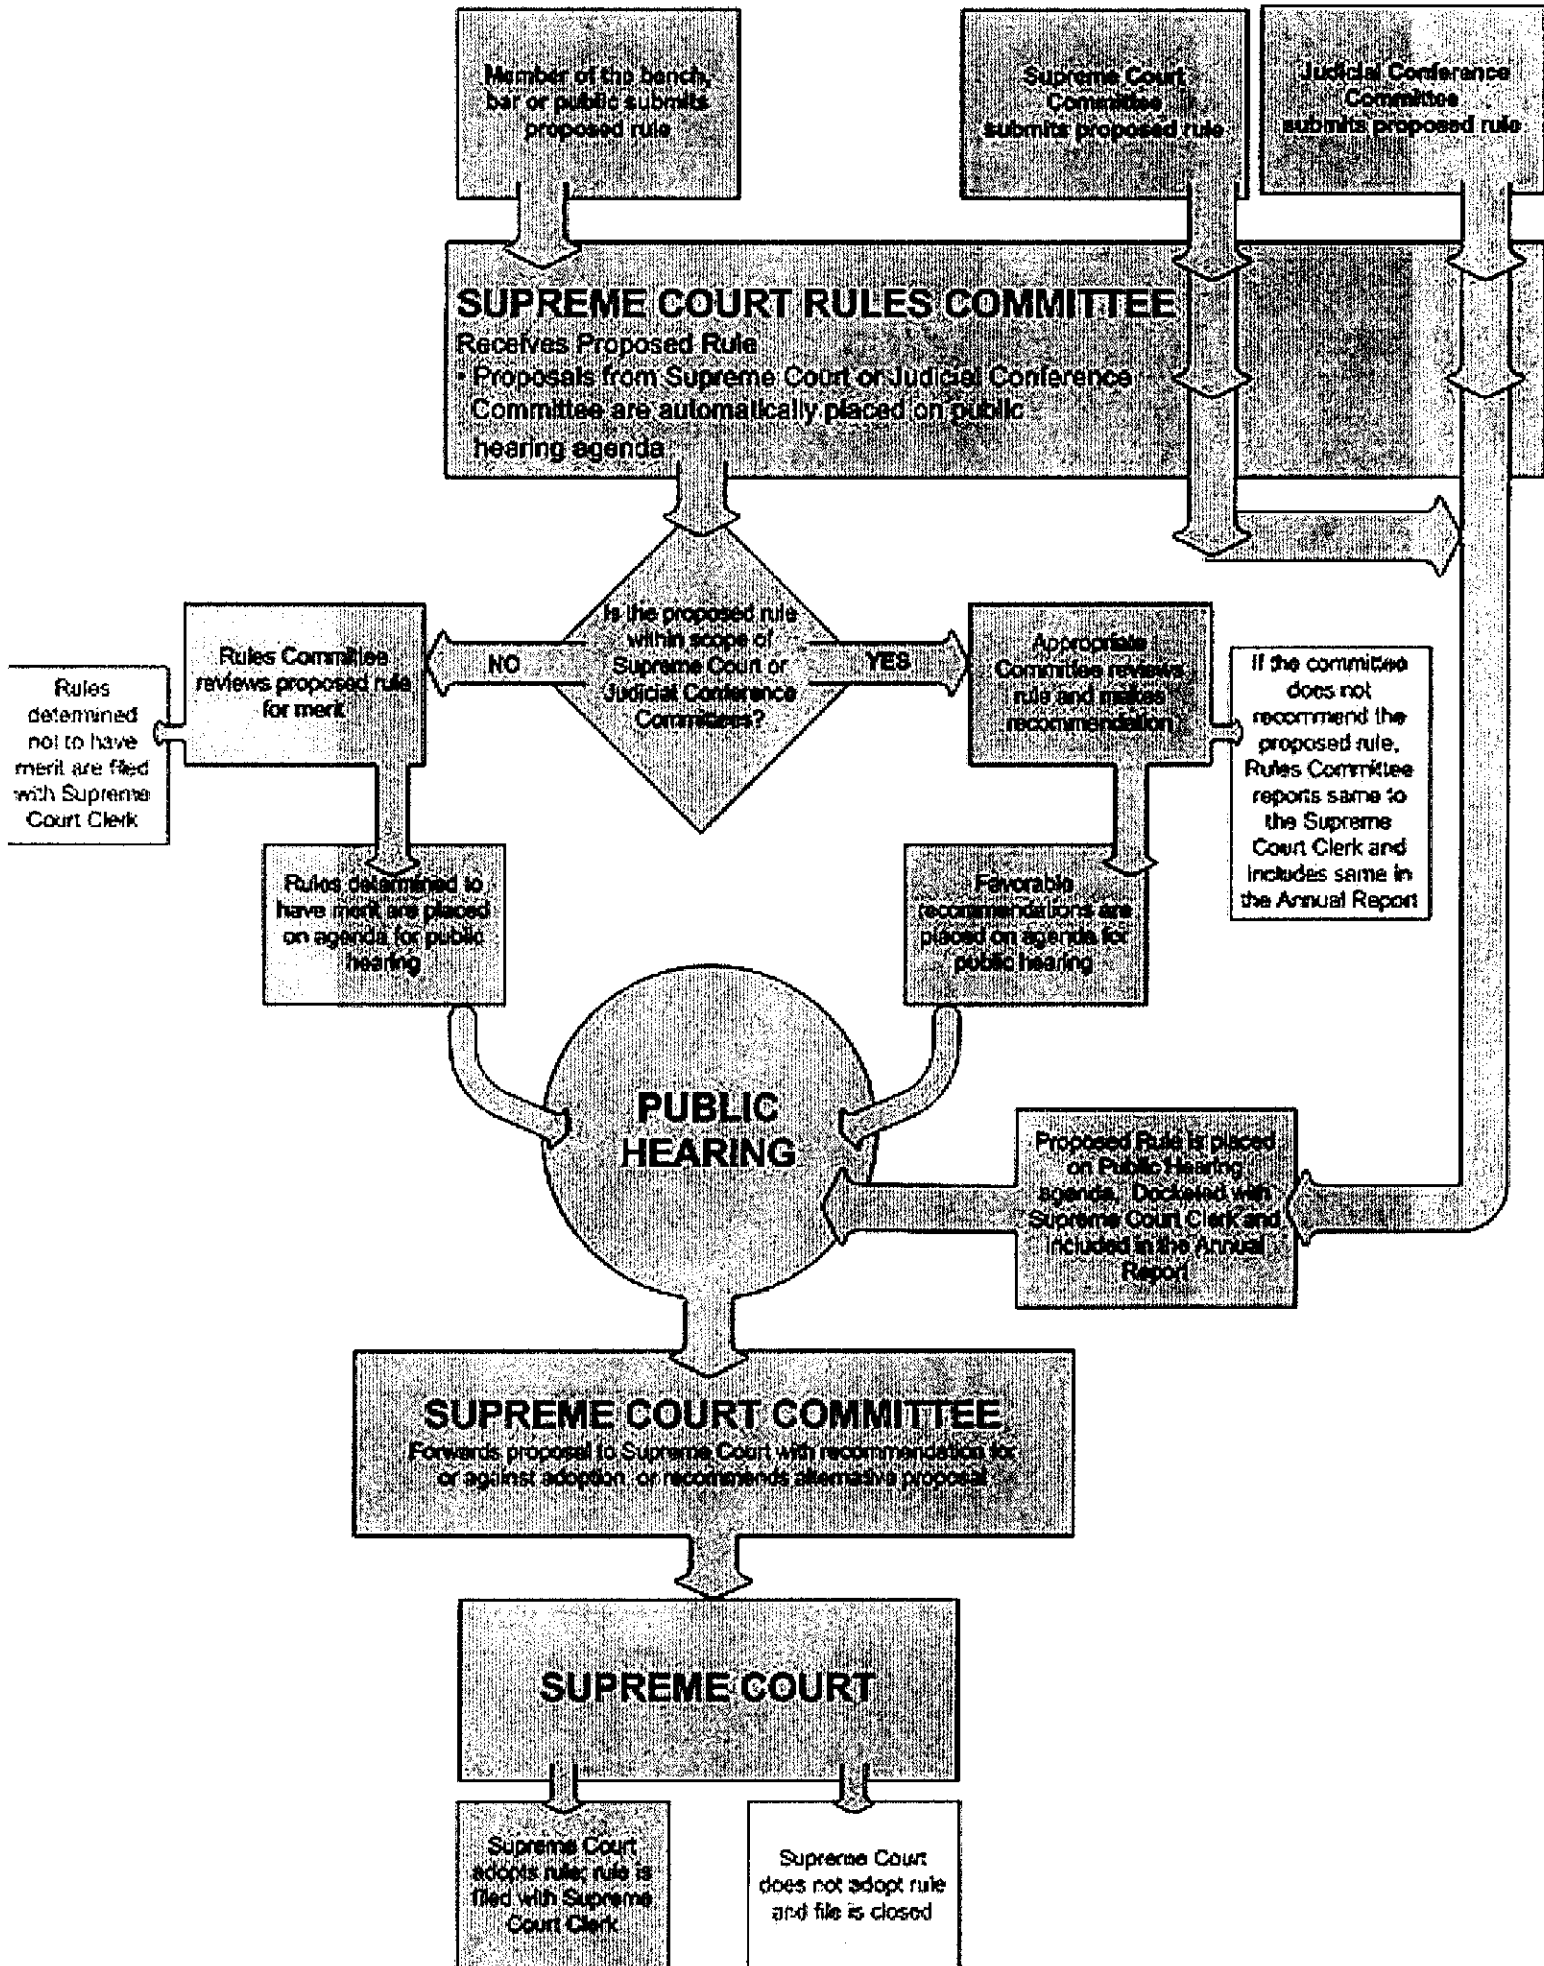 Member of the bench,
bar or public submits
proposed rule
Supreme Court
Committee
submits proposed rule
Judicial Conference
Committee
submits proposed rule
SUPREME COURT RULES COMMITTEE
Receives Proposed Rule
• Proposals from Supreme Court or Judicial Conference
Committee are automatically placed on public
hearing agenda
Is the proposed rule
within scope of
Supreme Court or
Judicial Conference
Committees?
NO
YES
Rules Committee
reviews proposed rule
for merit
Rules
determined
not to have
merit are filed
with Supreme
Court Clerk
Appropriate
Committee reviews
rule and makes
recommendation
If the committee
does not
recommend the
proposed rule,
Rules Committee
reports same to
the Supreme
Court Clerk and
includes same in
the Annual Report
Rules determined to
have merit are placed
on agenda for public
hearing
Favorable
recommendations are
placed on agenda for
public hearing
PUBLIC
HEARING
Proposed Rule is placed
on Public Hearing
agenda, Docketed with
Supreme Court Clerk and
included in the Annual
Report
SUPREME COURT COMMITTEE
Forwards proposal to Supreme Court with recommendation for
or against adoption or recommends alternative proposal
SUPREME COURT
Supreme Court
adopts rule; rule is
filed with Supreme
Court Clerk
Supreme Court
does not adopt rule
and file is closed